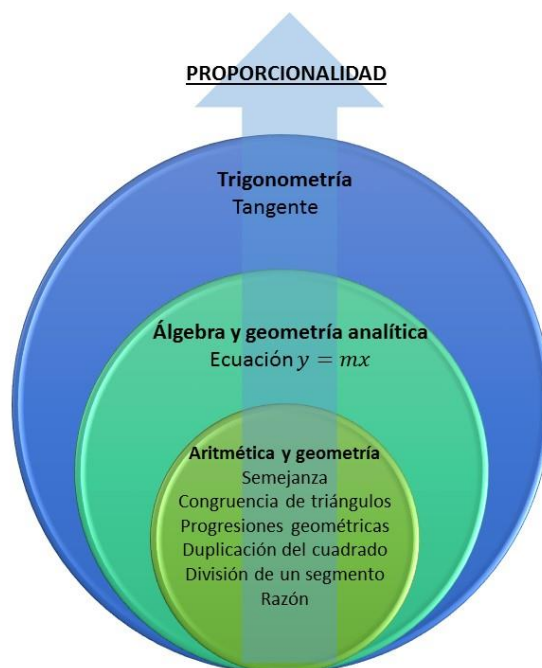 PROPORCIONALIDAD
Trigonometría
Tangente
Álgebra y geometría analítica
Ecuación y = mx
Aritmética y geometría
Semejanza
Congruencia de triángulos
Progresiones geométricas
Duplicación del cuadrado
División de un segmento
Razón